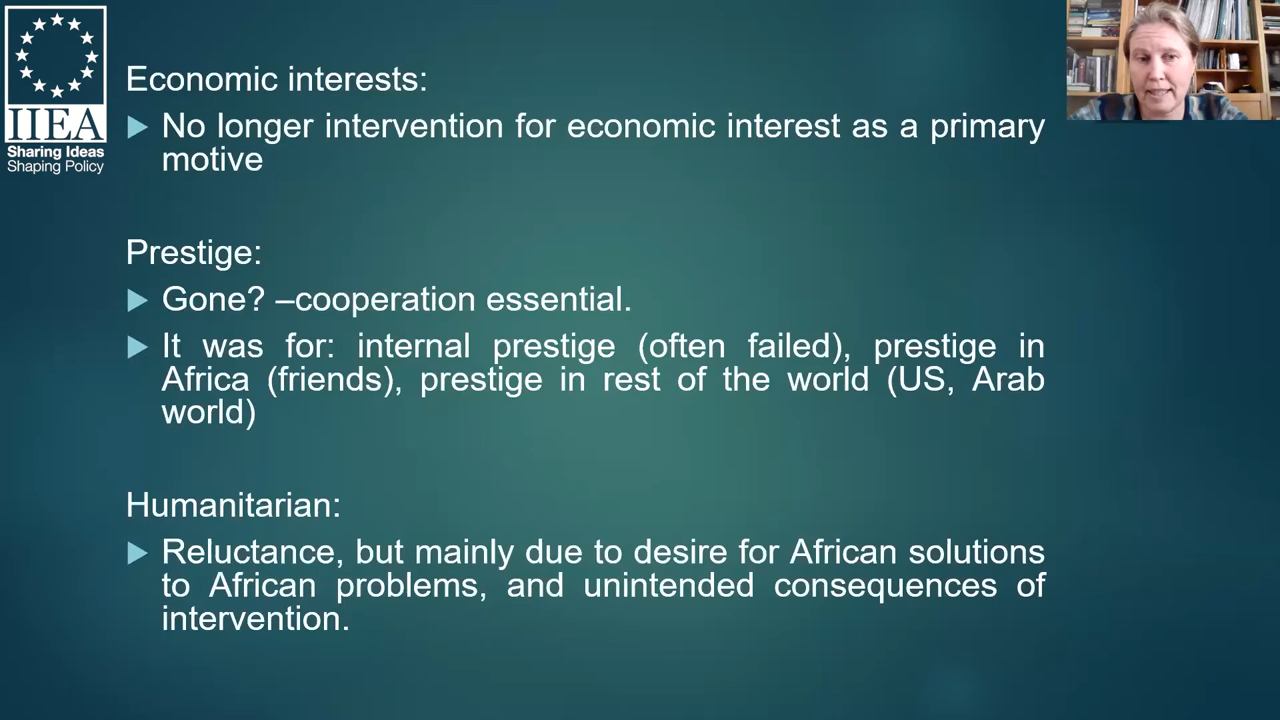 IIEA
Sharing Ideas
Shaping Policy
Economic interests:
No longer intervention for economic interest as a primary
motive
Prestige:
Gone? –cooperation essential.
It was for: internal prestige (often failed), prestige in
Africa (friends), prestige in rest of the world (US, Arab
world)
Humanitarian:
Reluctance, but mainly due to desire for African solutions
to African problems, and unintended consequences of
intervention.